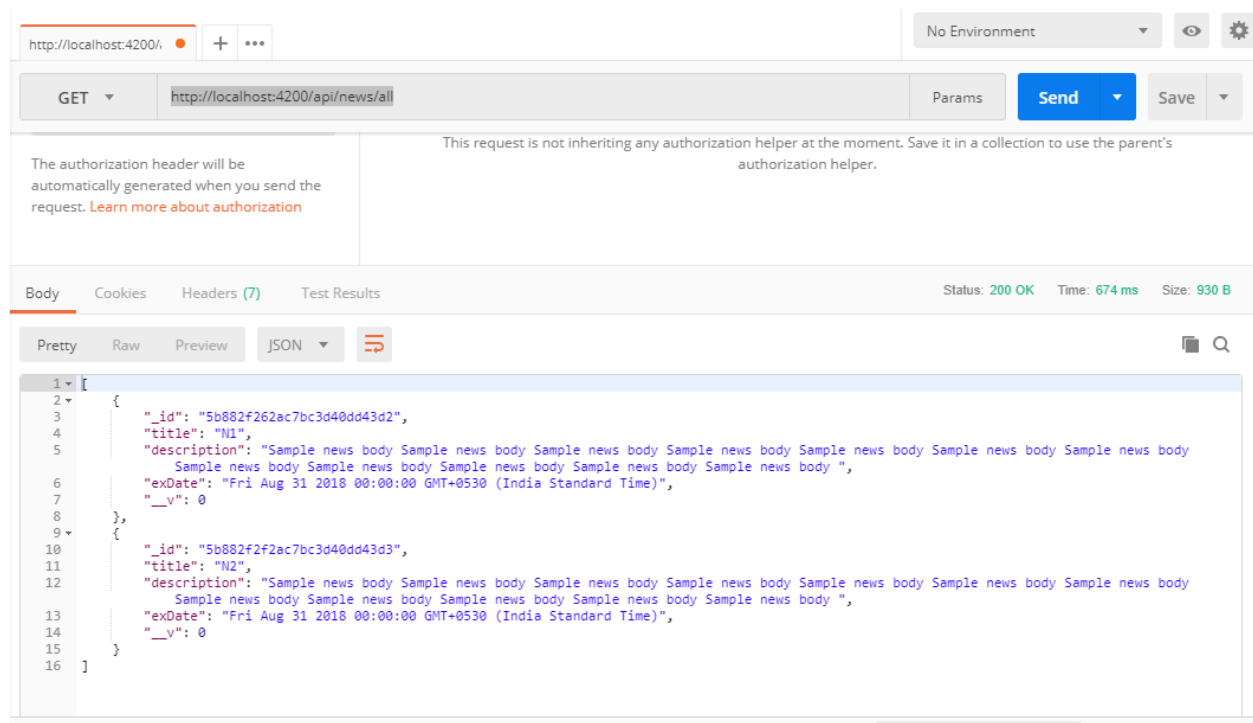 http://localhost:4200/
No Environment
GET
http://localhost:4200/api/news/all
Params
Send
Save
The authorization header will be
automatically generated when you send the
request. Learn more about authorization
This request is not inheriting any authorization helper at the moment. Save it in a collection to use the parent's
authorization helper.
Body Cookies Headers (7) Test Results
Status: 200 OK Time: 674 ms Size: 930 B
Pretty Raw Preview JSON
1 [
2 {
3 "_id": "5b882f262ac7bc3d40dd43d2",
4 "title": "N1",
5 "description": "Sample news body Sample news body Sample news body Sample news body Sample news body Sample news body Sample news body
Sample news body Sample news body Sample news body Sample news body Sample news body ",
6 "exDate": "Fri Aug 31 2018 00:00:00 GMT+0530 (India Standard Time)",
7 "__v": 0
8 },
9 {
10 "_id": "5b882f2f2ac7bc3d40dd43d3",
11 "title": "N2",
12 "description": "Sample news body Sample news body Sample news body Sample news body Sample news body Sample news body Sample news body
Sample news body Sample news body Sample news body Sample news body Sample news body ",
13 "exDate": "Fri Aug 31 2018 00:00:00 GMT+0530 (India Standard Time)",
14 "__v": 0
15 }
16 ]